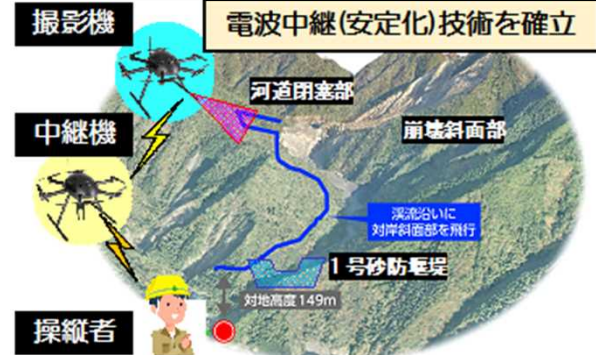 撮影機
電波中継(安定化)技術を確立
河道閉塞部
中継機
崩壊斜面部
渓流沿いに
対岸斜面部を飛行
1号砂防堰堤
対地高度149m
操縦者